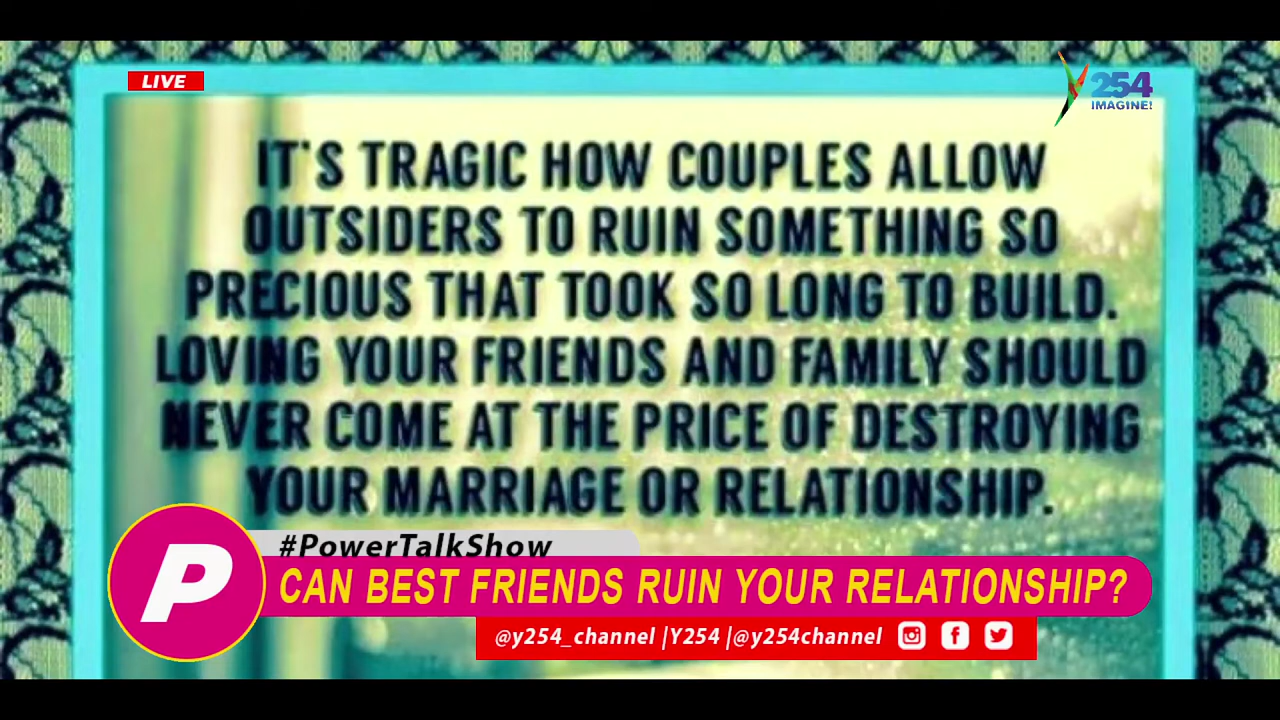 LIVE
254
IMAGINE!
IT'S TRAGIC HOW COUPLES ALLOW
OUTSIDERS TO RUIN SOMETHING SO
PRECIOUS THAT TOOK SO LONG TO BUILD.
LOVING YOUR FRIENDS AND FAMILY SHOULD
NEVER COME AT THE PRICE OF DESTROYING
YOUR MARRIAGE OR RELATIONSHIP.
#PowerTalkShow
P
CAN BEST FRIENDS RUIN YOUR RELATIONSHIP?
@y254_channel |Y254 |@y254channel